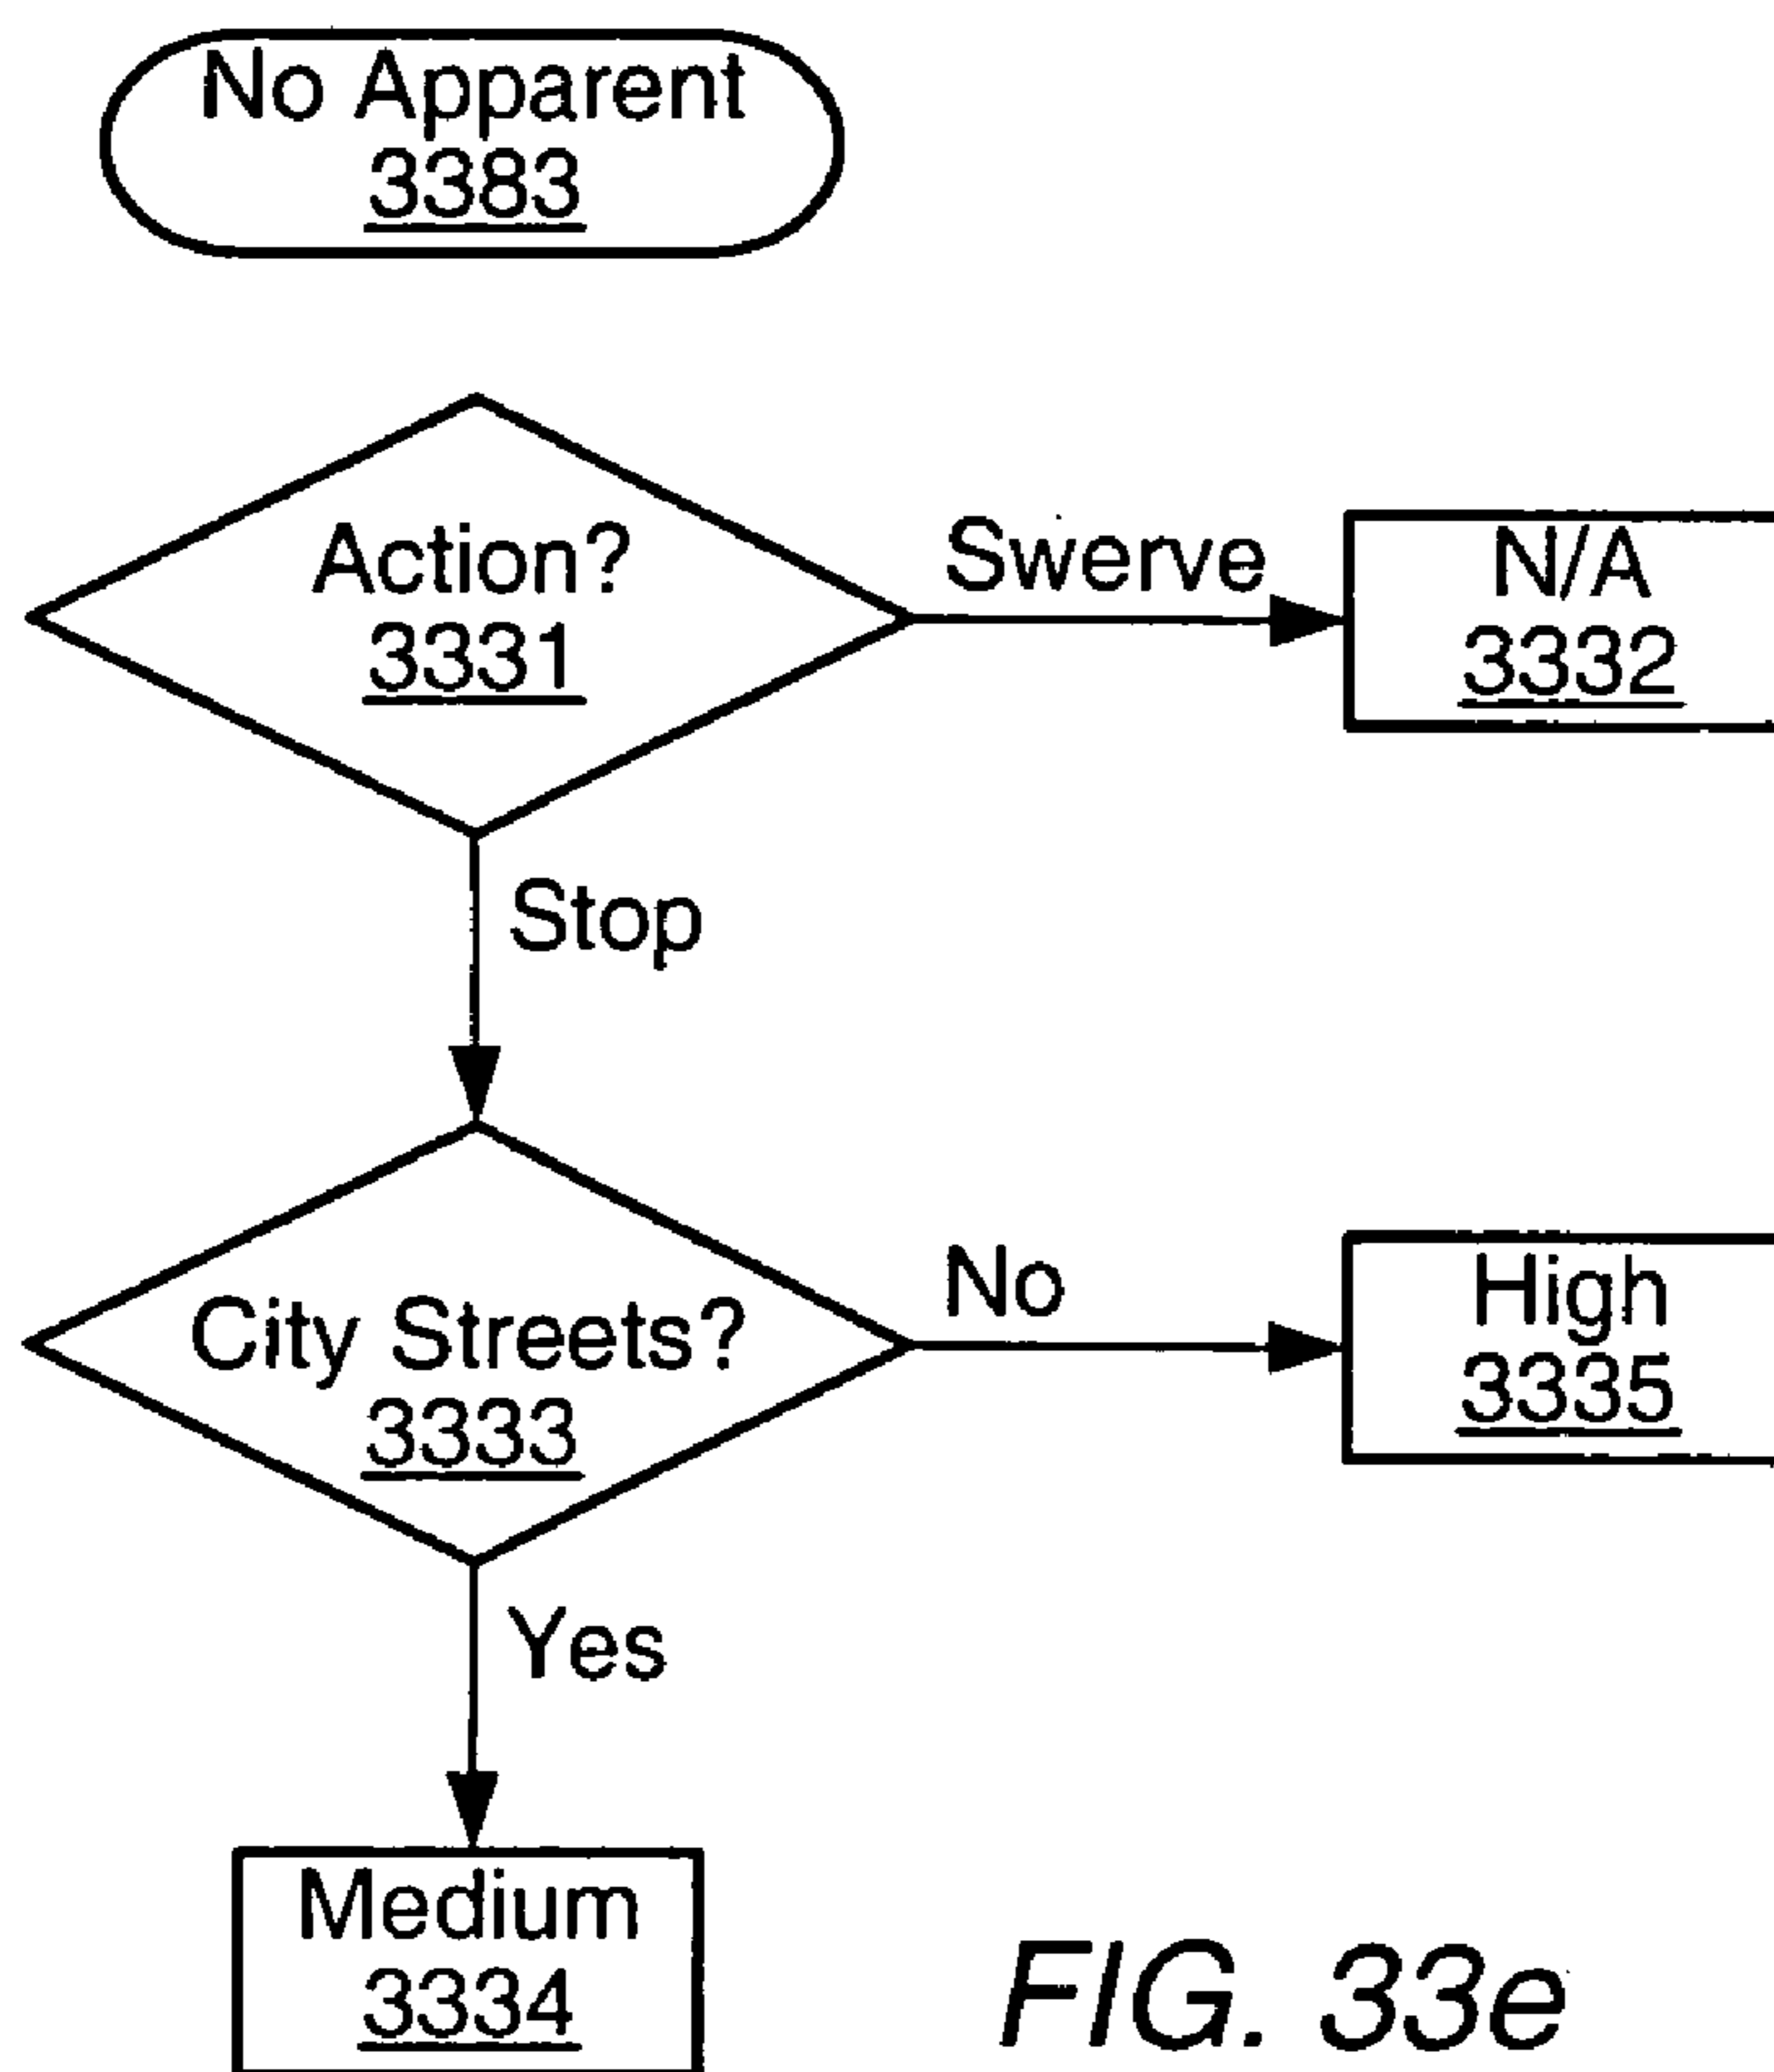 No Apparent
3383
Action?
3331
Swerve
N/A
3332
Stop
City Streets?
3333
No
High
3335
Yes
Medium
3334
FIG. 33e